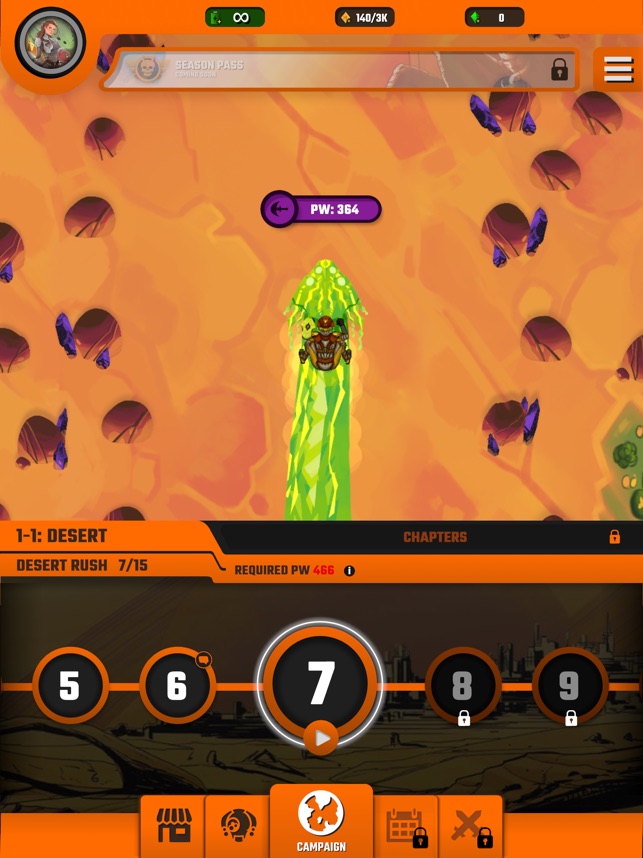 ∞
140/3K
0
SEASON PASS
COMING SOON
PW: 364
1-1: DESERT
CHAPTERS
DESERT RUSH 7/15
REQUIRED PW 466 i
5
6
7
8
9
CAMPAIGN